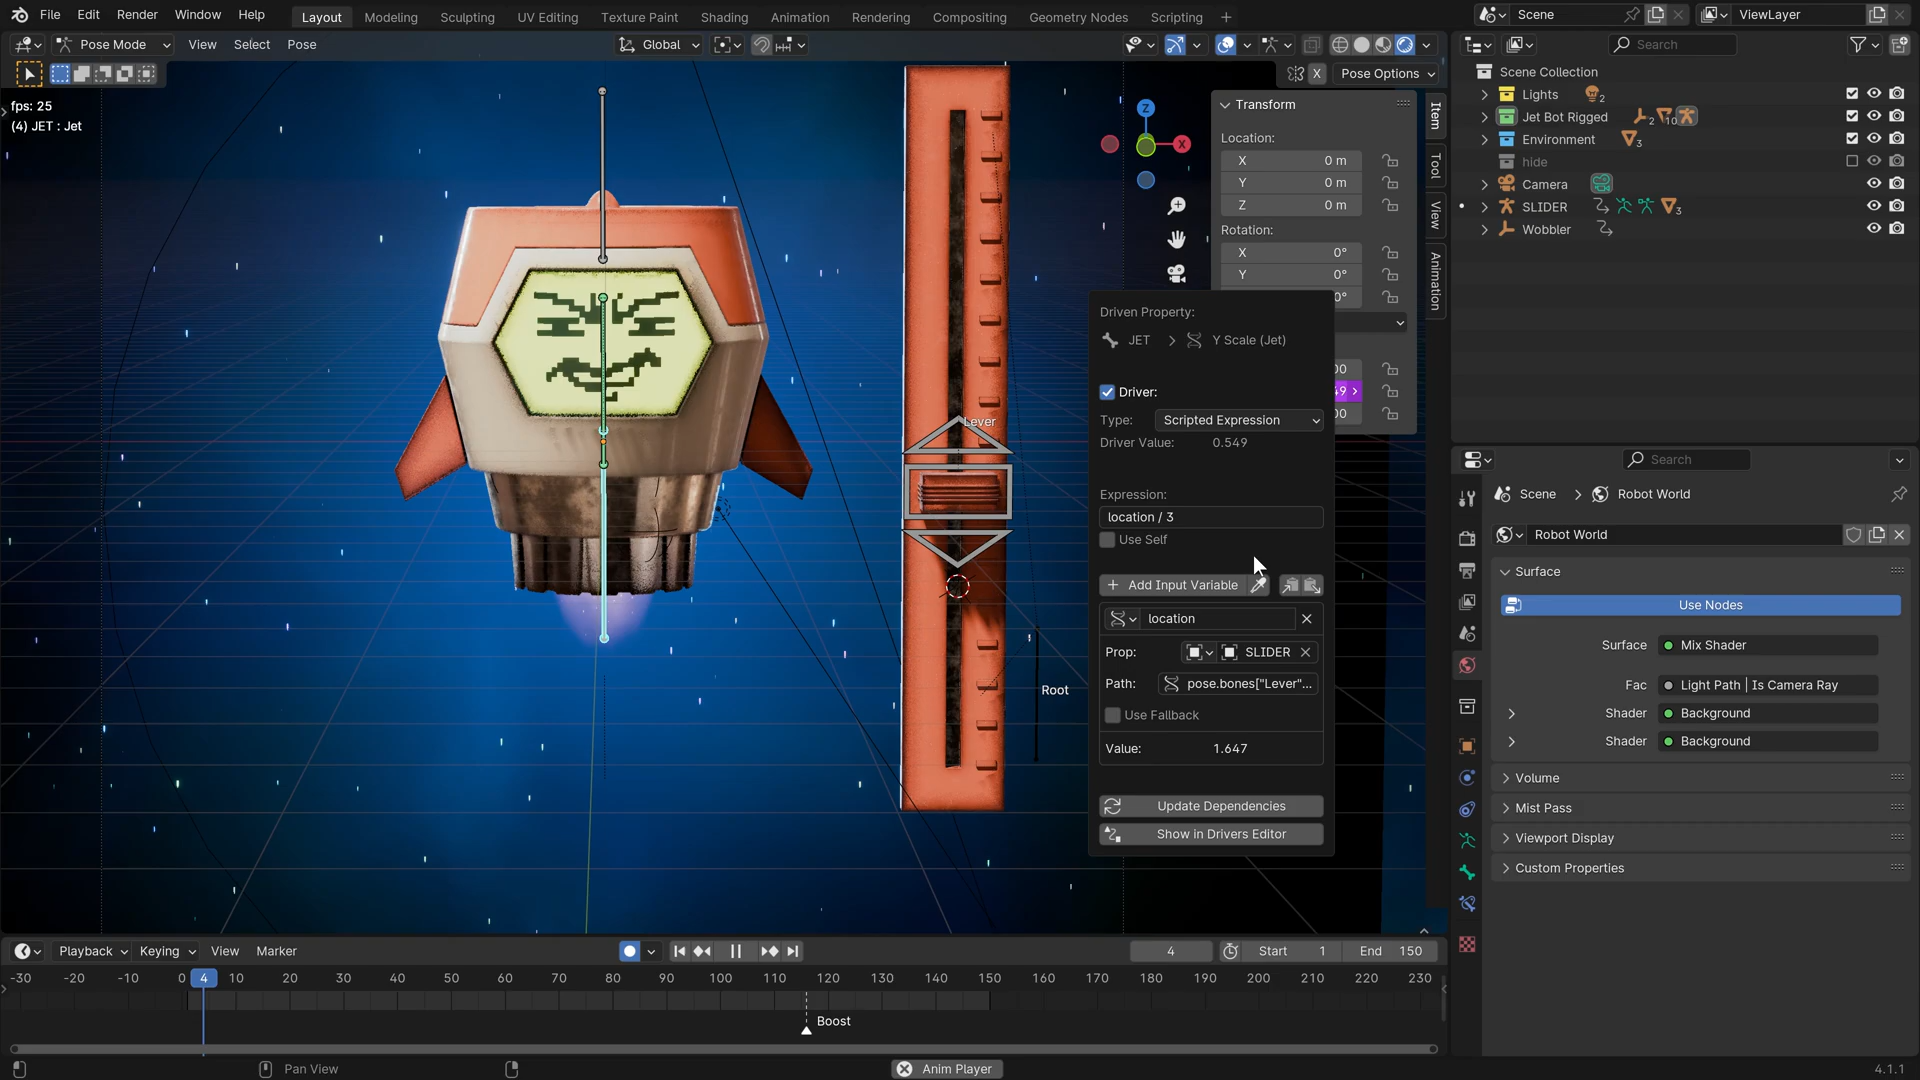 File Edit Render Window Help Layout Modeling Sculpting UV Editing Texture Paint Shading Animation Rendering Compositing Geometry Nodes Scripting + Scene ViewLayer
Pose Mode View Select Pose Global Search
X Pose Options
fps: 25
(4) JET : Jet
Z
X
Transform
Location:
X 0 m
Y 0 m
Z 0 m
Rotation:
X 0°
Y 0°
0°
00
49
00
Item
Tool
View
Animation
Driven Property:
JET > Y Scale (Jet)
Driver:
Type: Scripted Expression
Driver Value: 0.549
Expression:
location / 3
Use Self
+ Add Input Variable
location
Prop: SLIDER
Path: pose.bones["Lever"...
Use Fallback
Value: 1.647
Update Dependencies
Show in Drivers Editor
Lever
Root
Scene Collection
Lights 2
Jet Bot Rigged 2 10
Environment 3
hide
Camera
SLIDER 3
Wobbler
Search
Scene > Robot World
Robot World
Surface
Use Nodes
Surface Mix Shader
Fac Light Path | Is Camera Ray
Shader Background
Shader Background
Volume
Mist Pass
Viewport Display
Custom Properties
Playback Keying View Marker 4 Start 1 End 150
-30 -20 -10 0 4 10 20 30 40 50 60 70 80 90 100 110 120 130 140 150 160 170 180 190 200 210 220 230
Boost
Pan View Anim Player 4.1.1